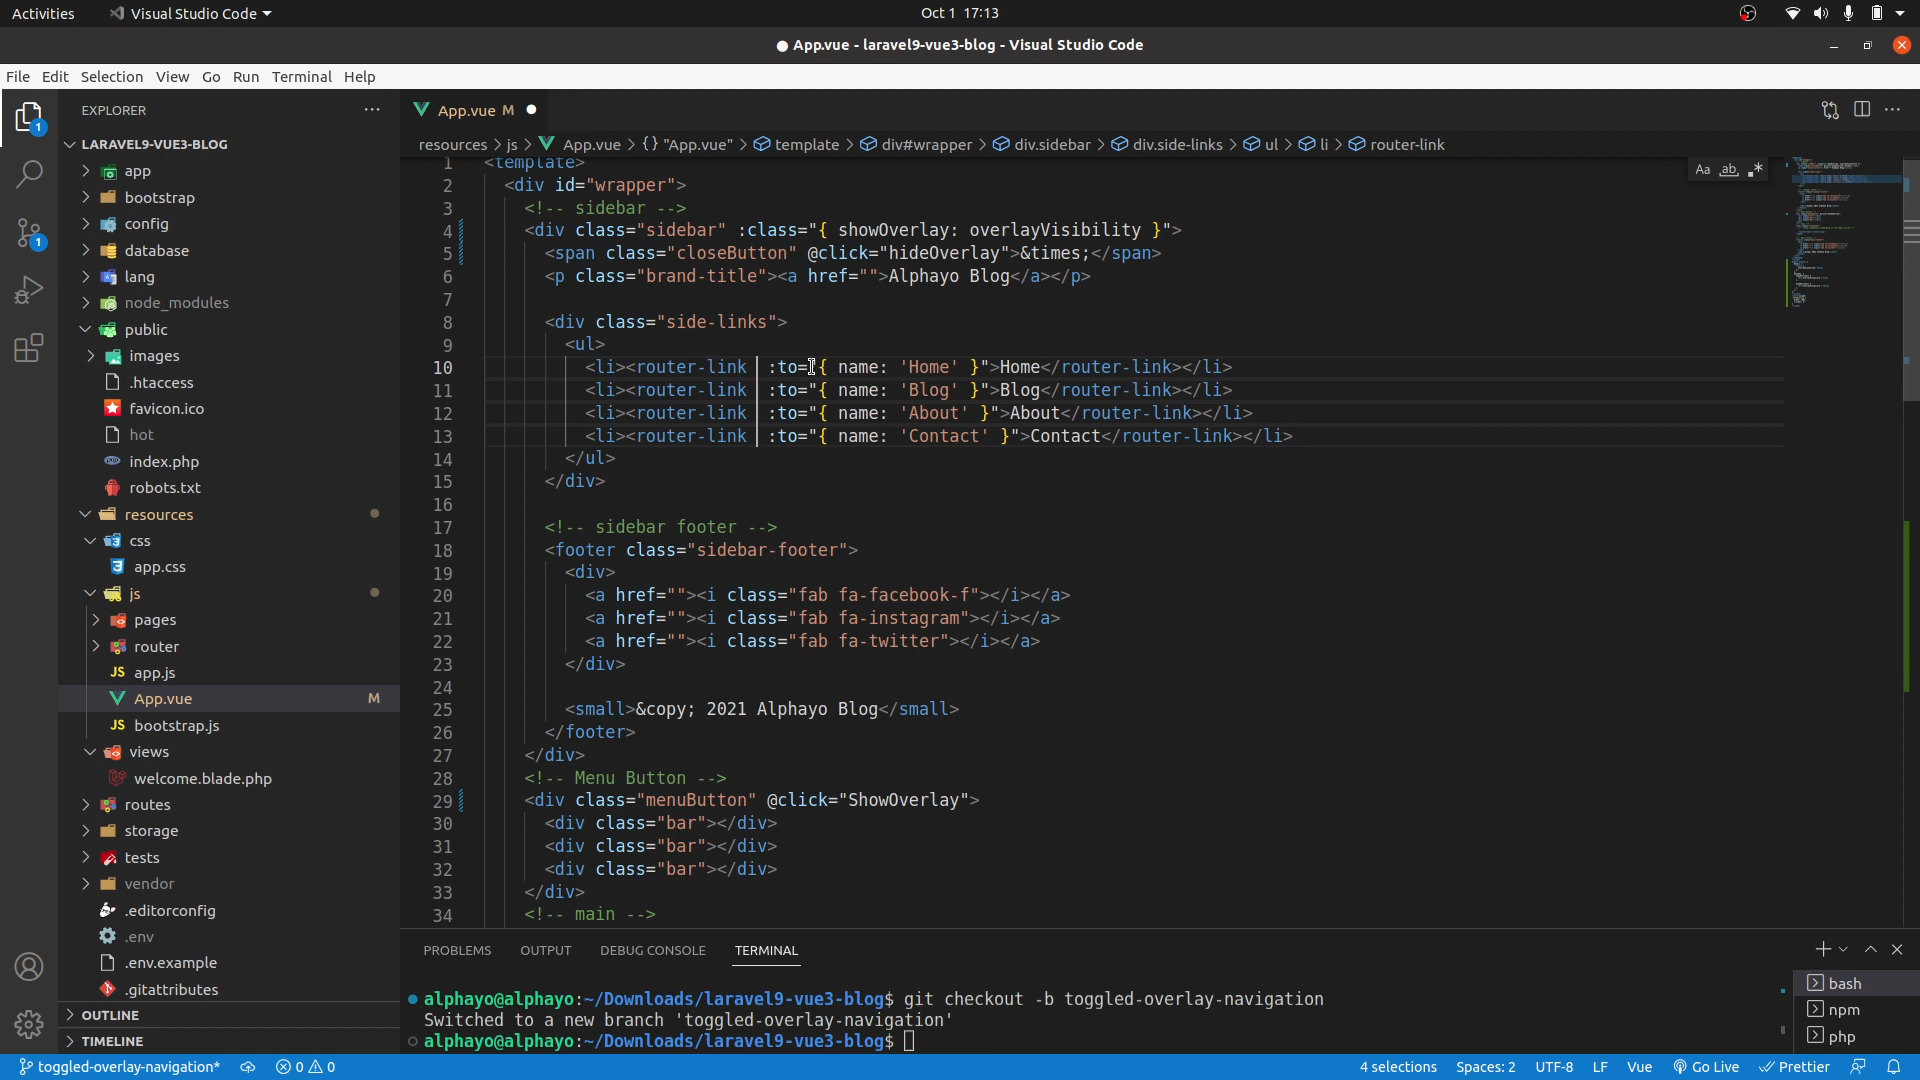 Activities
Visual Studio Code
Oct 1 17:13
App.vue - laravel9-vue3-blog - Visual Studio Code
File Edit Selection View Go Run Terminal Help
EXPLORER
LARAVEL9-VUE3-BLOG
app
bootstrap
config
database
lang
node_modules
public
images
.htaccess
favicon.ico
hot
index.php
robots.txt
resources
css
app.css
js
pages
router
app.js
App.vue M
bootstrap.js
views
welcome.blade.php
routes
storage
tests
vendor
.editorconfig
.env
.env.example
.gitattributes
OUTLINE
TIMELINE
1
1
App.vue M
resources > js > App.vue > {} "App.vue" > template > div#wrapper > div.sidebar > div.side-links > ul > li > router-link
Aa ab .*
1 <template>
2 <div id="wrapper">
3 <!-- sidebar -->
4 <div class="sidebar" :class="{ showOverlay: overlayVisibility }">
5 <span class="closeButton" @click="hideOverlay">&times;</span>
6 <p class="brand-title"><a href="">Alphayo Blog</a></p>
7
8 <div class="side-links">
9 <ul>
10 <li><router-link  :to="{ name: 'Home' }">Home</router-link></li>
11 <li><router-link  :to="{ name: 'Blog' }">Blog</router-link></li>
12 <li><router-link  :to="{ name: 'About' }">About</router-link></li>
13 <li><router-link  :to="{ name: 'Contact' }">Contact</router-link></li>
14 </ul>
15 </div>
16
17 <!-- sidebar footer -->
18 <footer class="sidebar-footer">
19 <div>
20 <a href=""><i class="fab fa-facebook-f"></i></a>
21 <a href=""><i class="fab fa-instagram"></i></a>
22 <a href=""><i class="fab fa-twitter"></i></a>
23 </div>
24
25 <small>&copy; 2021 Alphayo Blog</small>
26 </footer>
27 </div>
28 <!-- Menu Button -->
29 <div class="menuButton" @click="ShowOverlay">
30 <div class="bar"></div>
31 <div class="bar"></div>
32 <div class="bar"></div>
33 </div>
34 <!-- main -->
PROBLEMS OUTPUT DEBUG CONSOLE TERMINAL
alphayo@alphayo:~/Downloads/laravel9-vue3-blog$ git checkout -b toggled-overlay-navigation
Switched to a new branch 'toggled-overlay-navigation'
alphayo@alphayo:~/Downloads/laravel9-vue3-blog$
bash
npm
php
toggled-overlay-navigation* 0 0 4 selections Spaces: 2 UTF-8 LF Vue Go Live Prettier